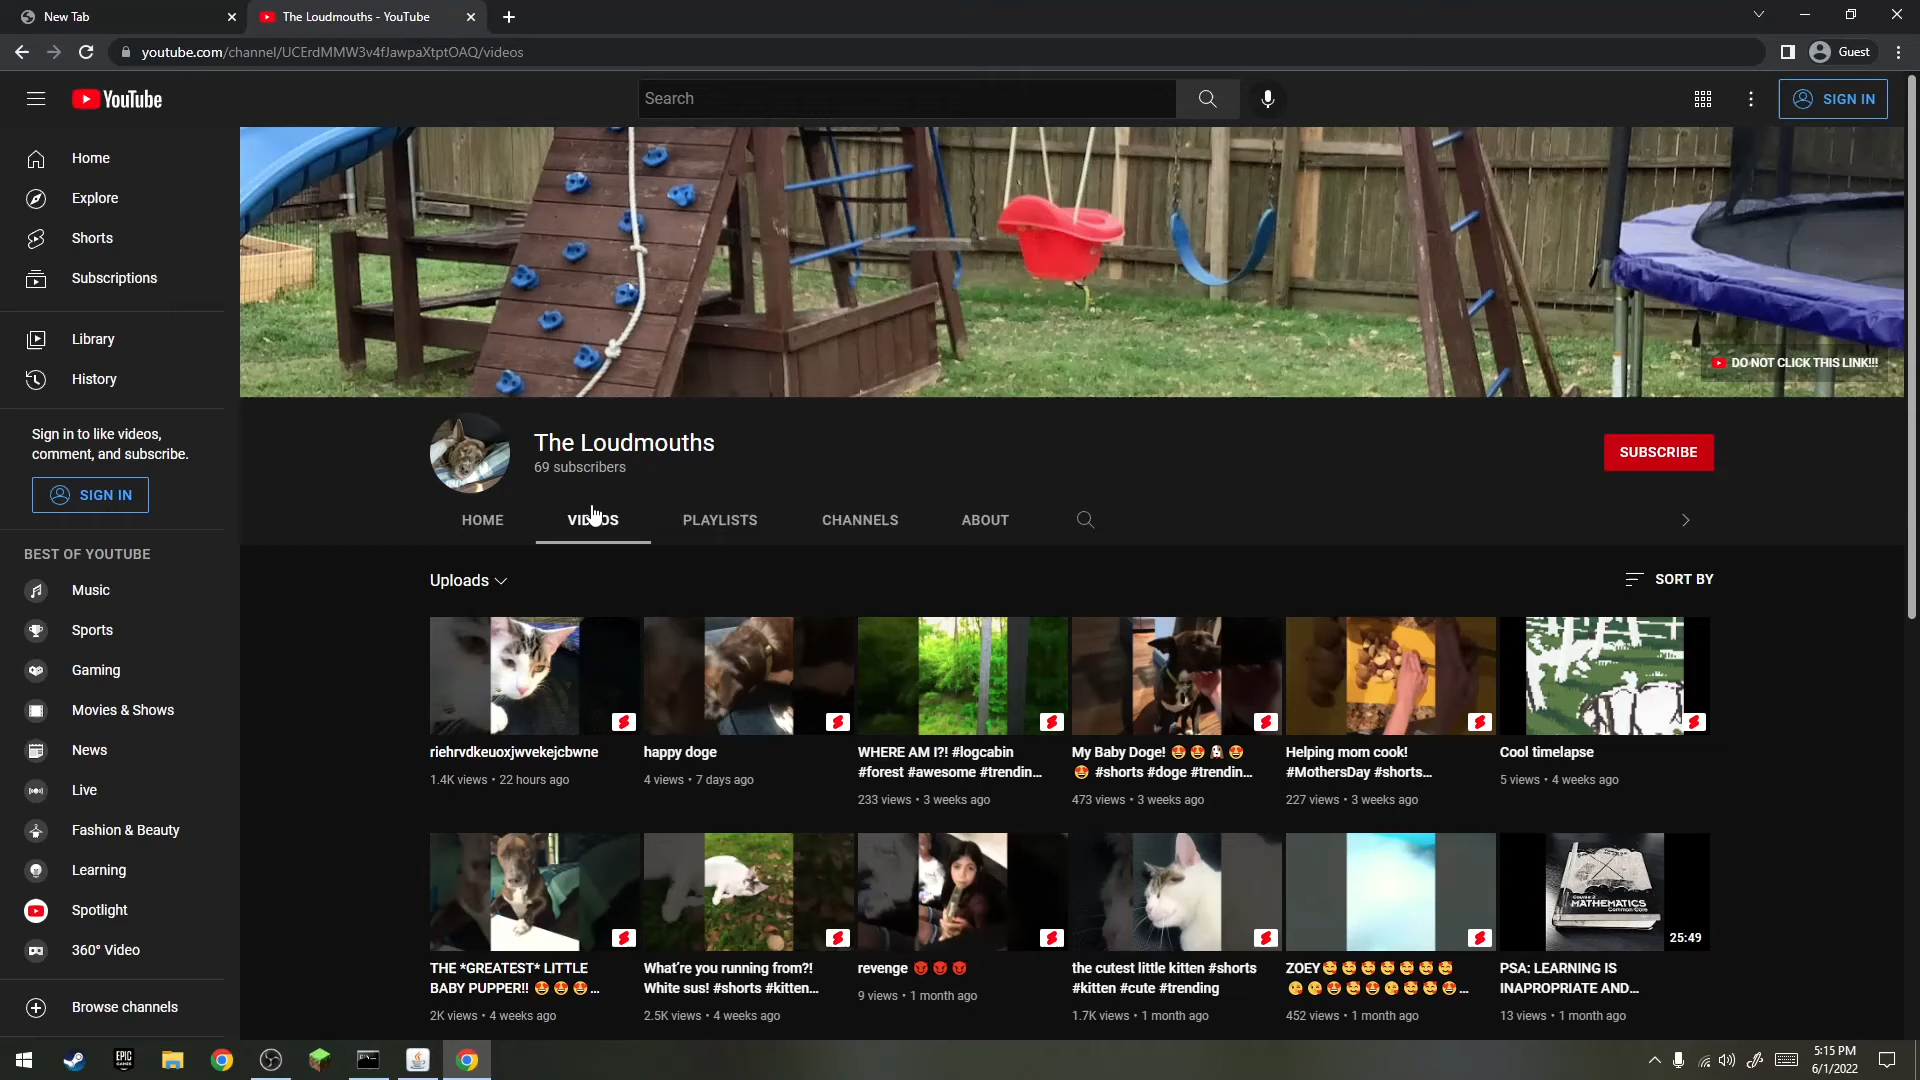 New Tab
The Loudmouths - YouTube
youtube.com/channel/UCErdMMW3v4fJawpaXtptOAQ/videos
Guest
YouTube
Search
SIGN IN
Home
Explore
Shorts
Subscriptions
Library
History
Sign in to like videos,
comment, and subscribe.
SIGN IN
BEST OF YOUTUBE
Music
Sports
Gaming
Movies & Shows
News
Live
Fashion & Beauty
Learning
Spotlight
360° Video
Browse channels
DO NOT CLICK THIS LINK!!!
The Loudmouths
69 subscribers
SUBSCRIBE
HOME
VIDEOS
PLAYLISTS
CHANNELS
ABOUT
Uploads
SORT BY
riehrvdkeuoxjwvekejcbwne
1.4K views • 22 hours ago
happy doge
4 views • 7 days ago
WHERE AM I?! #logcabin
#forest #awesome #trendin...
233 views • 3 weeks ago
My Baby Doge! 🤩🤩🐶🤩
🤩 #shorts #doge #trendin...
473 views • 3 weeks ago
Helping mom cook!
#MothersDay #shorts...
227 views • 3 weeks ago
Cool timelapse
5 views • 4 weeks ago
THE *GREATEST* LITTLE
BABY PUPPER!! 🤩🤩🤩...
2K views • 4 weeks ago
What're you running from?!
White sus! #shorts #kitten...
2.5K views • 4 weeks ago
revenge 😈😈😈
9 views • 1 month ago
the cutest little kitten #shorts
#kitten #cute #trending
1.7K views • 1 month ago
ZOEY🥰🥰🥰🥰🥰🥰🥰
😘😘🤩🥰🤩😘🥰🥰🤩...
452 views • 1 month ago
MATHEMATICS
25:49
PSA: LEARNING IS
INAPROPRIATE AND...
13 views • 1 month ago
EPIC
5:15 PM
6/1/2022